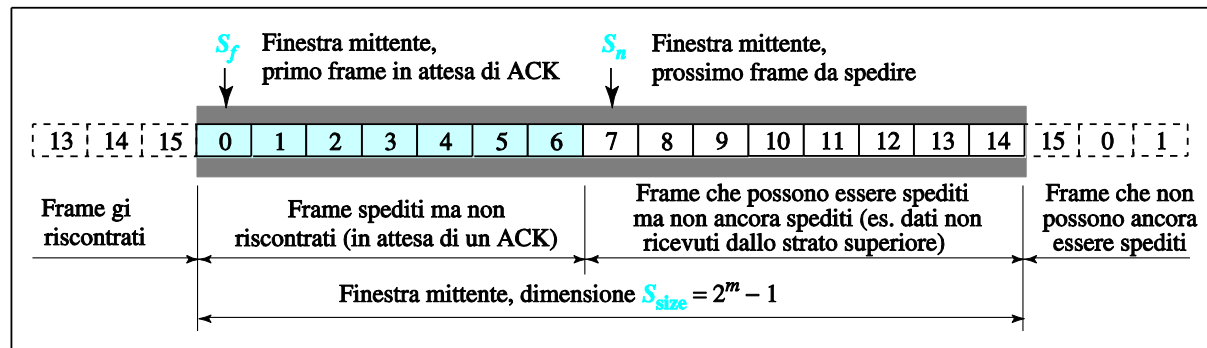 S_f Finestra mittente, primo frame in attesa di ACK
S_n Finestra mittente, prossimo frame da spedire
13 14 15 0 1 2 3 4 5 6 7 8 9 10 11 12 13 14 15 0 1
Frame gi
riscontrati
Frame spediti ma non
riscontrati (in attesa di un ACK)
Frame che possono essere spediti
ma non ancora spediti (es. dati non
ricevuti dallo strato superiore)
Frame che non
possono ancora
essere spediti
Finestra mittente, dimensione S_size = 2^m − 1